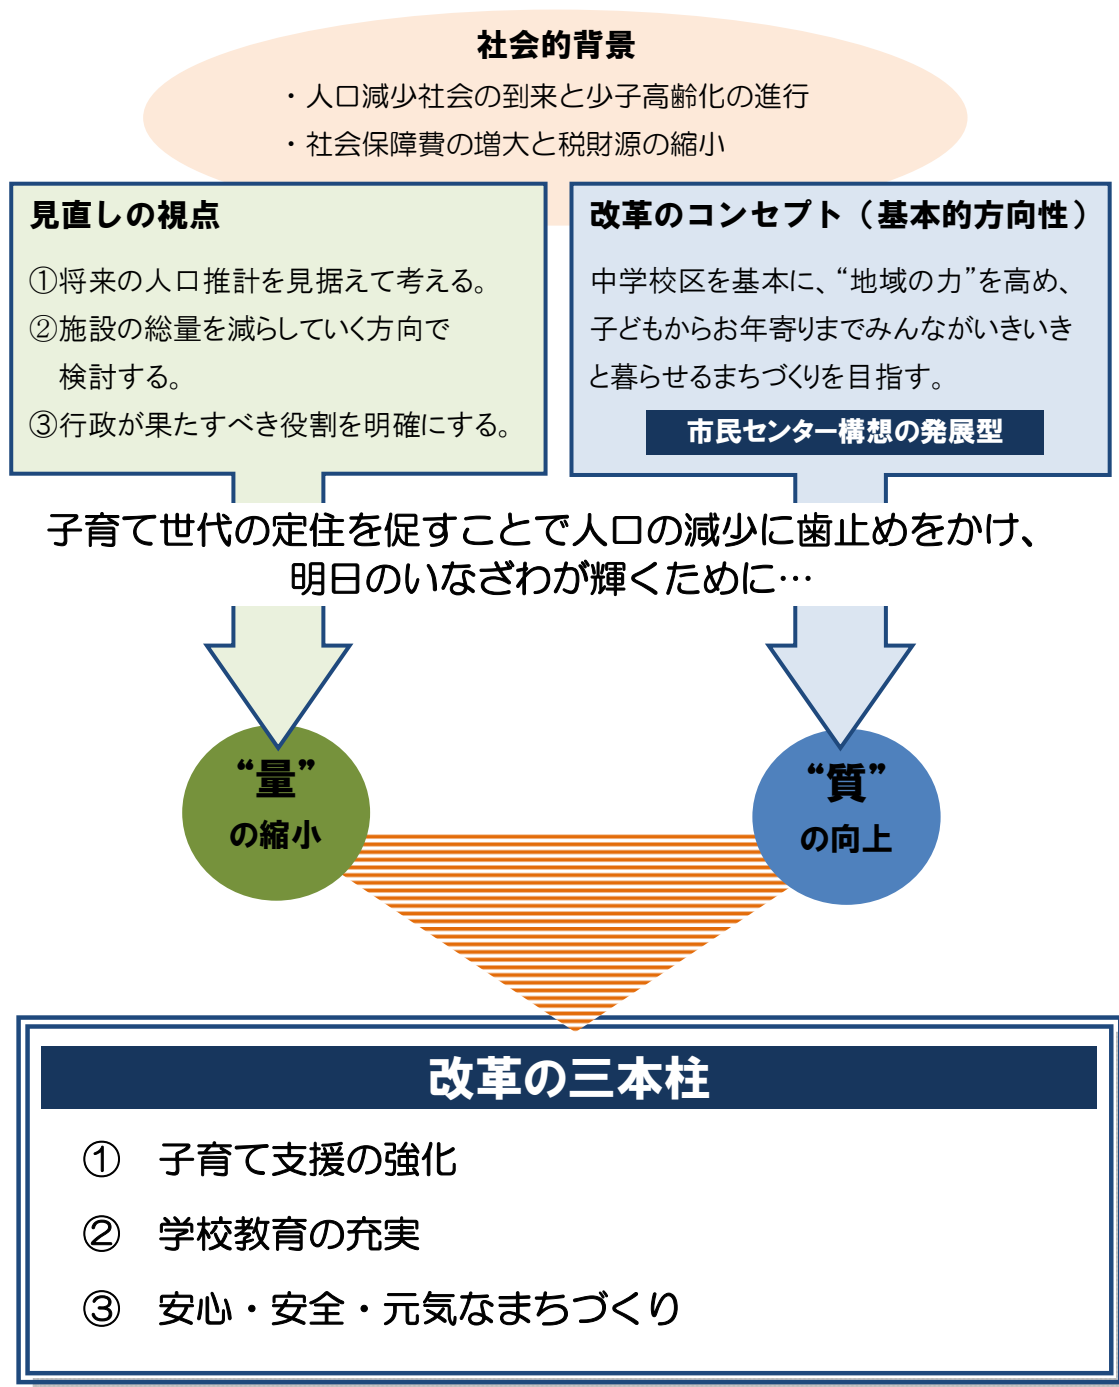 社会的背景
・人口減少社会の到来と少子高齢化の進行
・社会保障費の増大と税財源の縮小
見直しの視点
①将来の人口推計を見据えて考える。
②施設の総量を減らしていく方向で
検討する。
③行政が果たすべき役割を明確にする。
改革のコンセプト（基本的方向性）
中学校区を基本に、“地域の力”を高め、
子どもからお年寄りまでみんながいきいき
と暮らせるまちづくりを目指す。
市民センター構想の発展型
子育て世代の定住を促すことで人口の減少に歯止めをかけ、
明日のいなざわが輝くために…
“量”
の縮小
“質”
の向上
改革の三本柱
①　子育て支援の強化
②　学校教育の充実
③　安心・安全・元気なまちづくり